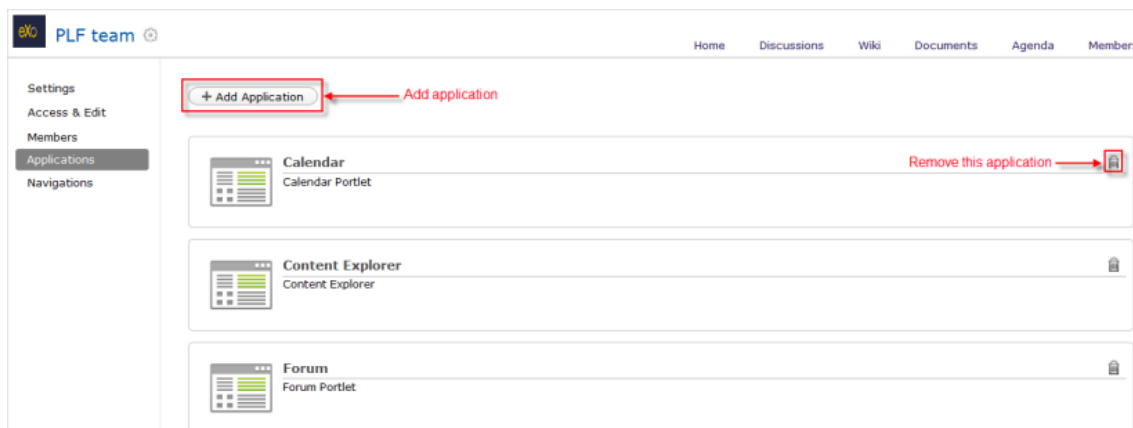 eXo PLF team
Home Discussions Wiki Documents Agenda Member
Settings
Access & Edit
Members
Applications
Navigations
+ Add Application
Add application
Calendar
Remove this application
Calendar Portlet
Content Explorer
Content Explorer
Forum
Forum Portlet